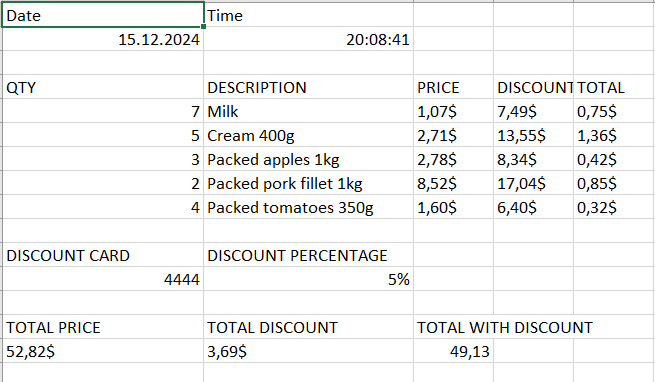 Date Time
15.12.2024 20:08:41
QTY DESCRIPTION PRICE DISCOUNT TOTAL
7 Milk 1,07$ 7,49$ 0,75$
5 Cream 400g 2,71$ 13,55$ 1,36$
3 Packed apples 1kg 2,78$ 8,34$ 0,42$
2 Packed pork fillet 1kg 8,52$ 17,04$ 0,85$
4 Packed tomatoes 350g 1,60$ 6,40$ 0,32$
DISCOUNT CARD DISCOUNT PERCENTAGE
4444 5%
TOTAL PRICE TOTAL DISCOUNT TOTAL WITH DISCOUNT
52,82$ 3,69$ 49,13